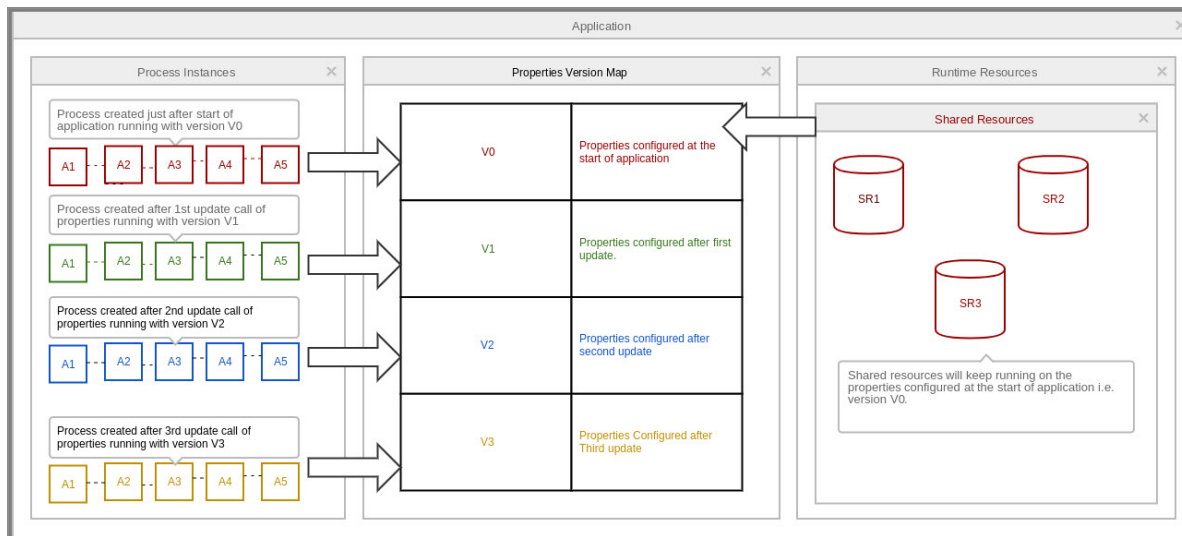 Application
Process Instances
Process created just after start of
application running with version V0
A1 A2 A3 A4 A5
Process created after 1st update call of
properties running with version V1
A1 A2 A3 A4 A5
Process created after 2nd update call of
properties running with version V2
A1 A2 A3 A4 A5
Process created after 3rd update call of
properties running with version V3
A1 A2 A3 A4 A5
Properties Version Map
V0
Properties configured at the
start of application
V1
Properties configured after first
update.
V2
Properties configured after
second update
V3
Properties Configured after
Third update
Runtime Resources
Shared Resources
SR1
SR2
SR3
Shared resources will keep running on the
properties configured at the start of application i.e.
version V0.